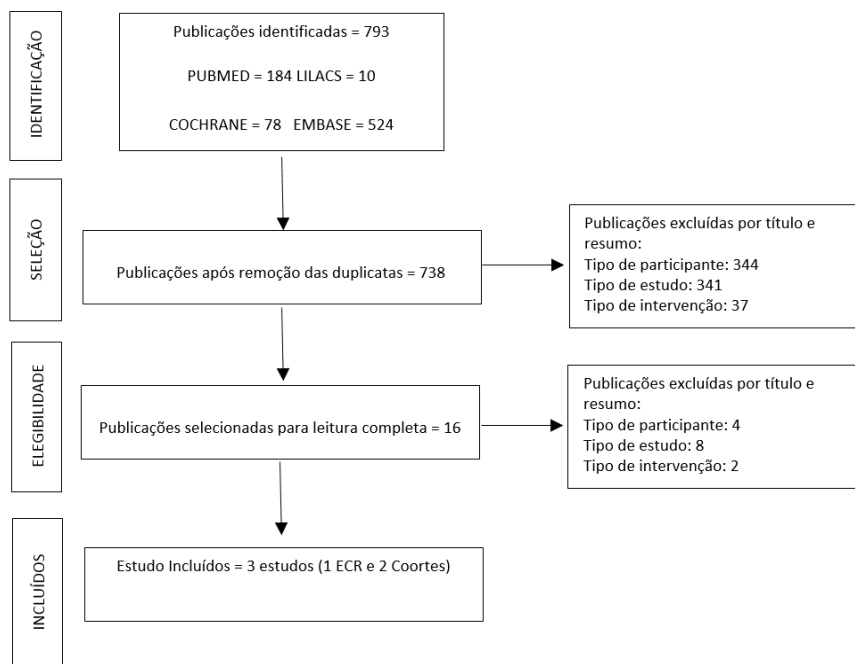 IDENTIFICAÇÃO
Publicações identificadas = 793
PUBMED = 184 LILACS = 10
COCHRANE = 78 EMBASE = 524
SELEÇÃO
Publicações após remoção das duplicatas = 738
Publicações excluídas por título e
resumo:
Tipo de participante: 344
Tipo de estudo: 341
Tipo de intervenção: 37
ELEGIBILIDADE
Publicações selecionadas para leitura completa = 16
Publicações excluídas por título e
resumo:
Tipo de participante: 4
Tipo de estudo: 8
Tipo de intervenção: 2
INCLUÍDOS
Estudo Incluídos = 3 estudos (1 ECR e 2 Coortes)